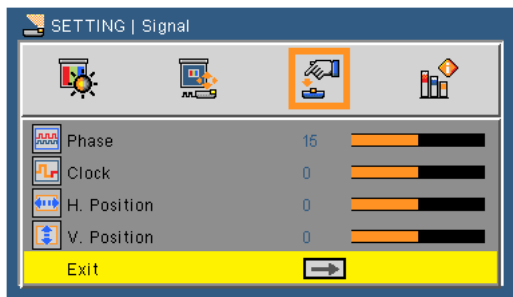 SETTING | Signal
Phase 15
Clock 0
H. Position 0
V. Position 0
Exit